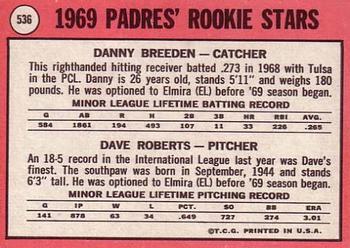 536
1969 PADRES' ROOKIE STARS
DANNY BREEDEN — CATCHER
This righthanded hitting receiver batted .273 in 1968 with Tulsa
in the PCL. Danny is 26 years old, stands 5'11" and weighs 180
pounds. He was optioned to Elmira (EL) before '69 season began.
MINOR LEAGUE LIFETIME BATTING RECORD
G AB R H 2B 3B HR RBI AVG.
584 1861 194 493 107 11 33 226 .265
DAVE ROBERTS — PITCHER
An 18-5 record in the International League last year was Dave's
finest. The southpaw was born in September, 1944 and stands
6'3" tall. He was optioned to Elmira (EL) before '69 season began.
MINOR LEAGUE LIFETIME PITCHING RECORD
G IP W L PCT. SO BB ERA
141 878 63 34 .649 727 274 3.01
©T.C.G. PRINTED IN U.S.A.